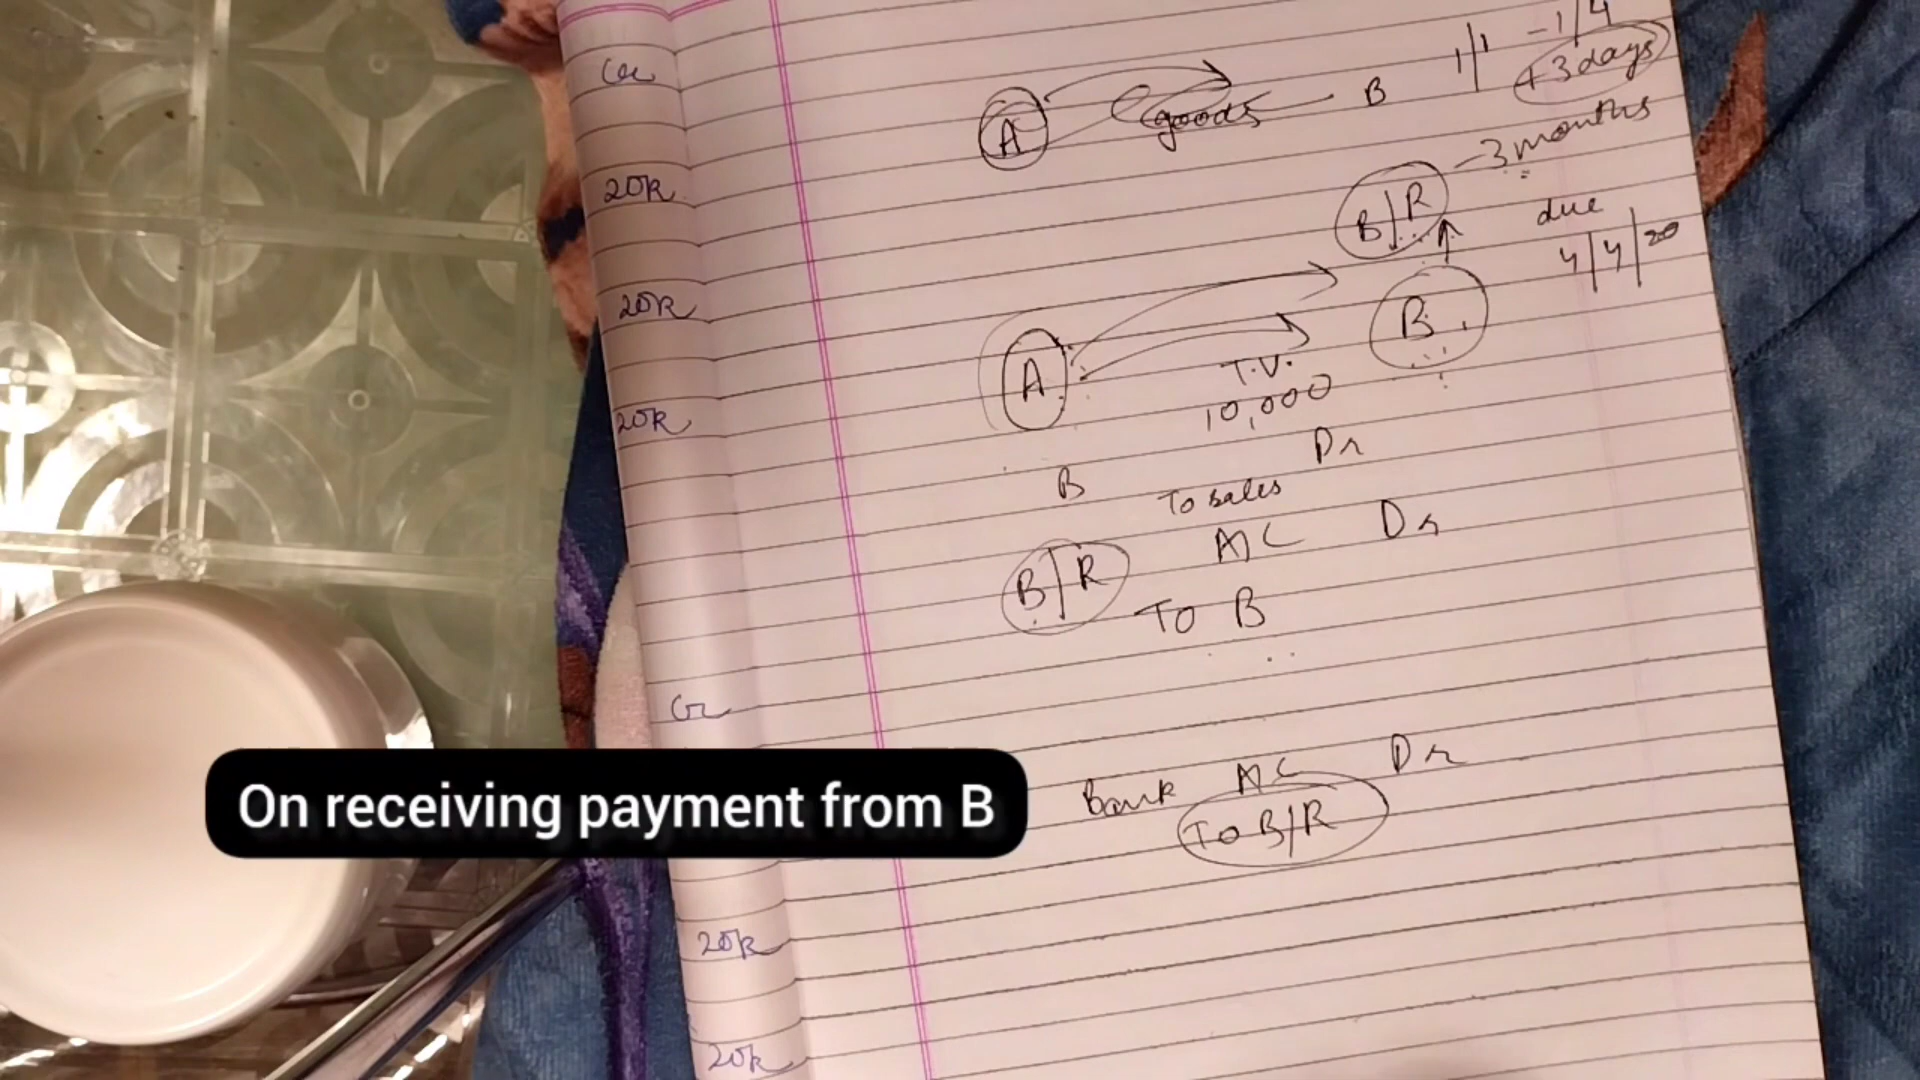 Cr
20k
20k
20k
Cr
20k
20k
A goods B 1/1 - 1/4
+ 3 days
B/R - 3 months
due
4/4/20
A B
T.V.
10,000
B Dr
To sales
B/R A/C Dr
To B
Bank A/C Dr
To B/R
On receiving payment from B